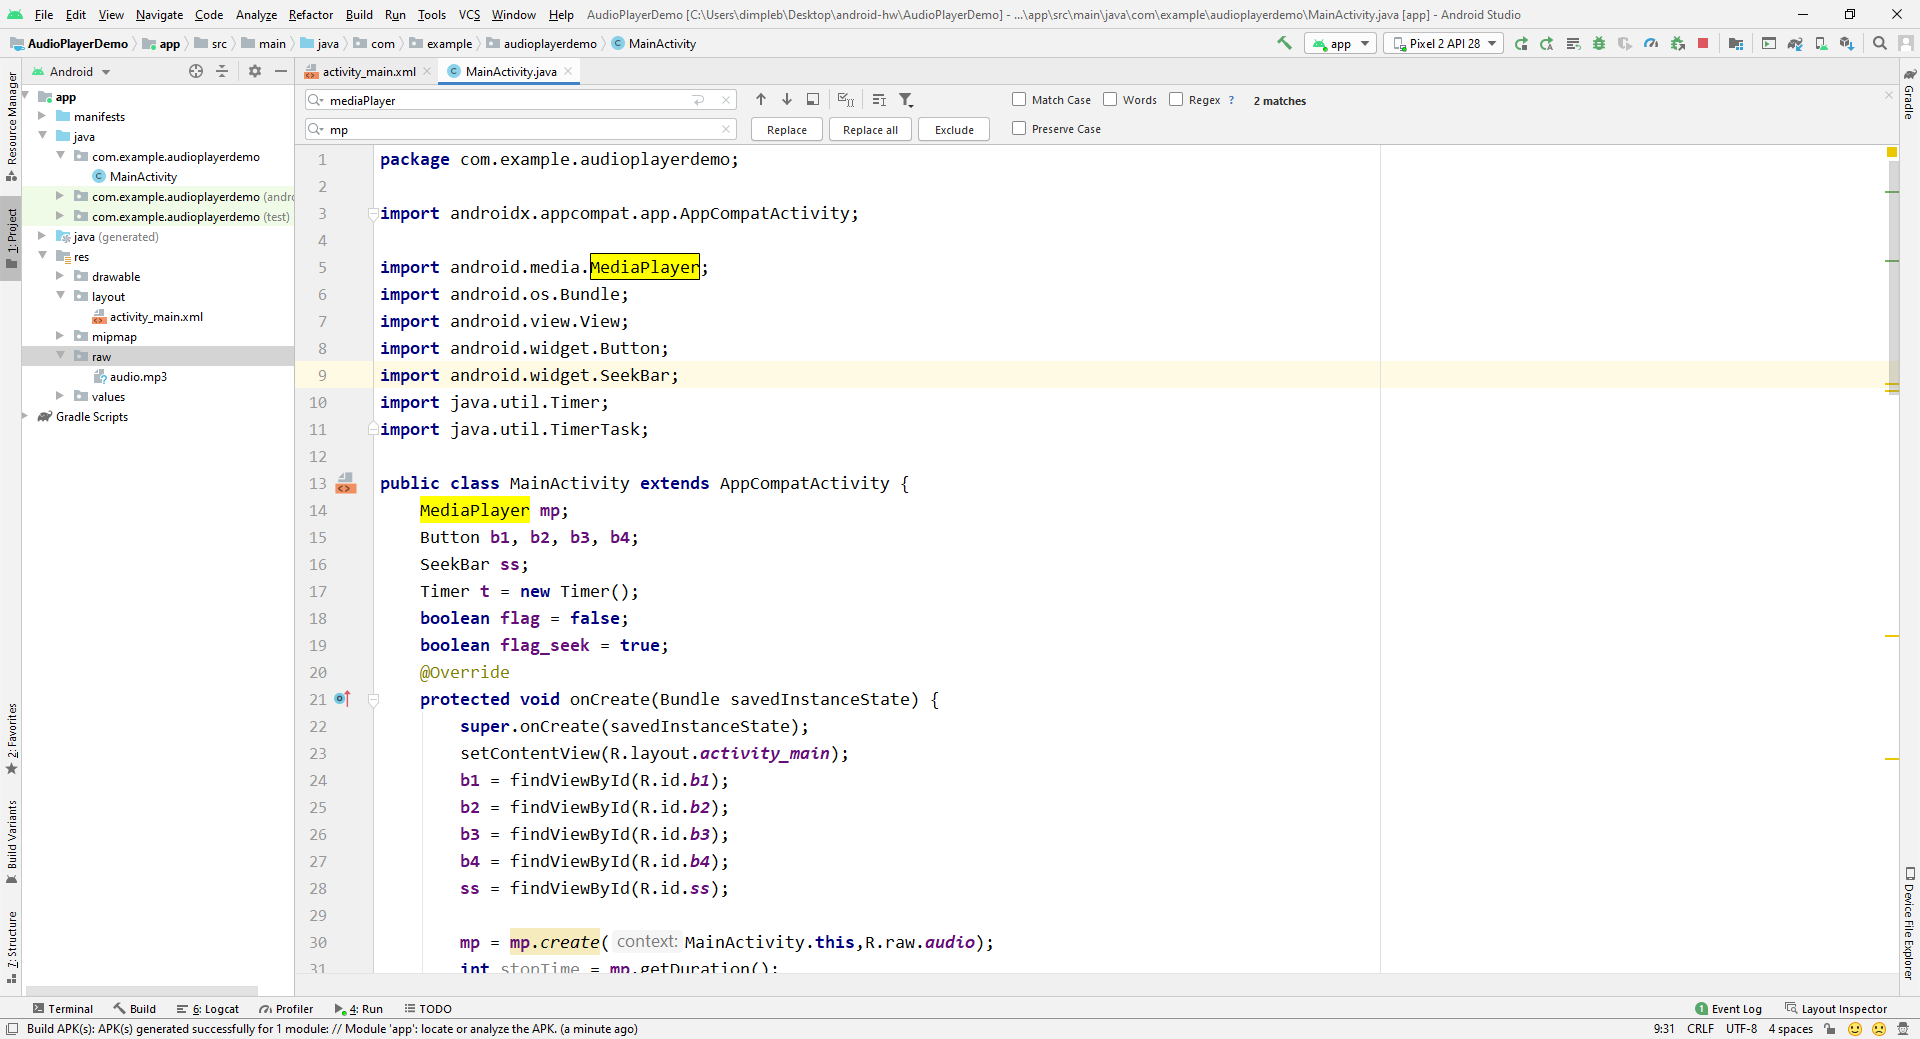 File Edit View Navigate Code Analyze Refactor Build Run Tools VCS Window Help AudioPlayerDemo [C:\Users\dimpleb\Desktop\android-hw\AudioPlayerDemo] - ...\app\src\main\java\com\example\audioplayerdemo\MainActivity.java [app] - Android Studio
AudioPlayerDemo app src main java com example audioplayerdemo MainActivity app Pixel 2 API 28
Android activity_main.xml MainActivity.java
mediaPlayer Match Case Words Regex ? 2 matches
mp Replace Replace all Exclude Preserve Case
app
manifests
java
com.example.audioplayerdemo
MainActivity
com.example.audioplayerdemo (andro
com.example.audioplayerdemo (test)
java (generated)
res
drawable
layout
activity_main.xml
mipmap
raw
audio.mp3
values
Gradle Scripts
Resource Manager
1: Project
2: Favorites
Build Variants
7: Structure
1 package com.example.audioplayerdemo;
2
3 import androidx.appcompat.app.AppCompatActivity;
4
5 import android.media.MediaPlayer;
6 import android.os.Bundle;
7 import android.view.View;
8 import android.widget.Button;
9 import android.widget.SeekBar;
10 import java.util.Timer;
11 import java.util.TimerTask;
12
13 public class MainActivity extends AppCompatActivity {
14 MediaPlayer mp;
15 Button b1, b2, b3, b4;
16 SeekBar ss;
17 Timer t = new Timer();
18 boolean flag = false;
19 boolean flag_seek = true;
20 @Override
21 protected void onCreate(Bundle savedInstanceState) {
22 super.onCreate(savedInstanceState);
23 setContentView(R.layout.activity_main);
24 b1 = findViewById(R.id.b1);
25 b2 = findViewById(R.id.b2);
26 b3 = findViewById(R.id.b3);
27 b4 = findViewById(R.id.b4);
28 ss = findViewById(R.id.ss);
29
30 mp = mp.create( context: MainActivity.this,R.raw.audio);
31 int stopTime = mp.getDuration();
Gradle
Device File Explorer
Terminal Build 6: Logcat Profiler 4: Run TODO 1 Event Log Layout Inspector
Build APK(s): APK(s) generated successfully for 1 module: // Module 'app': locate or analyze the APK. (a minute ago) 9:31 CRLF UTF-8 4 spaces